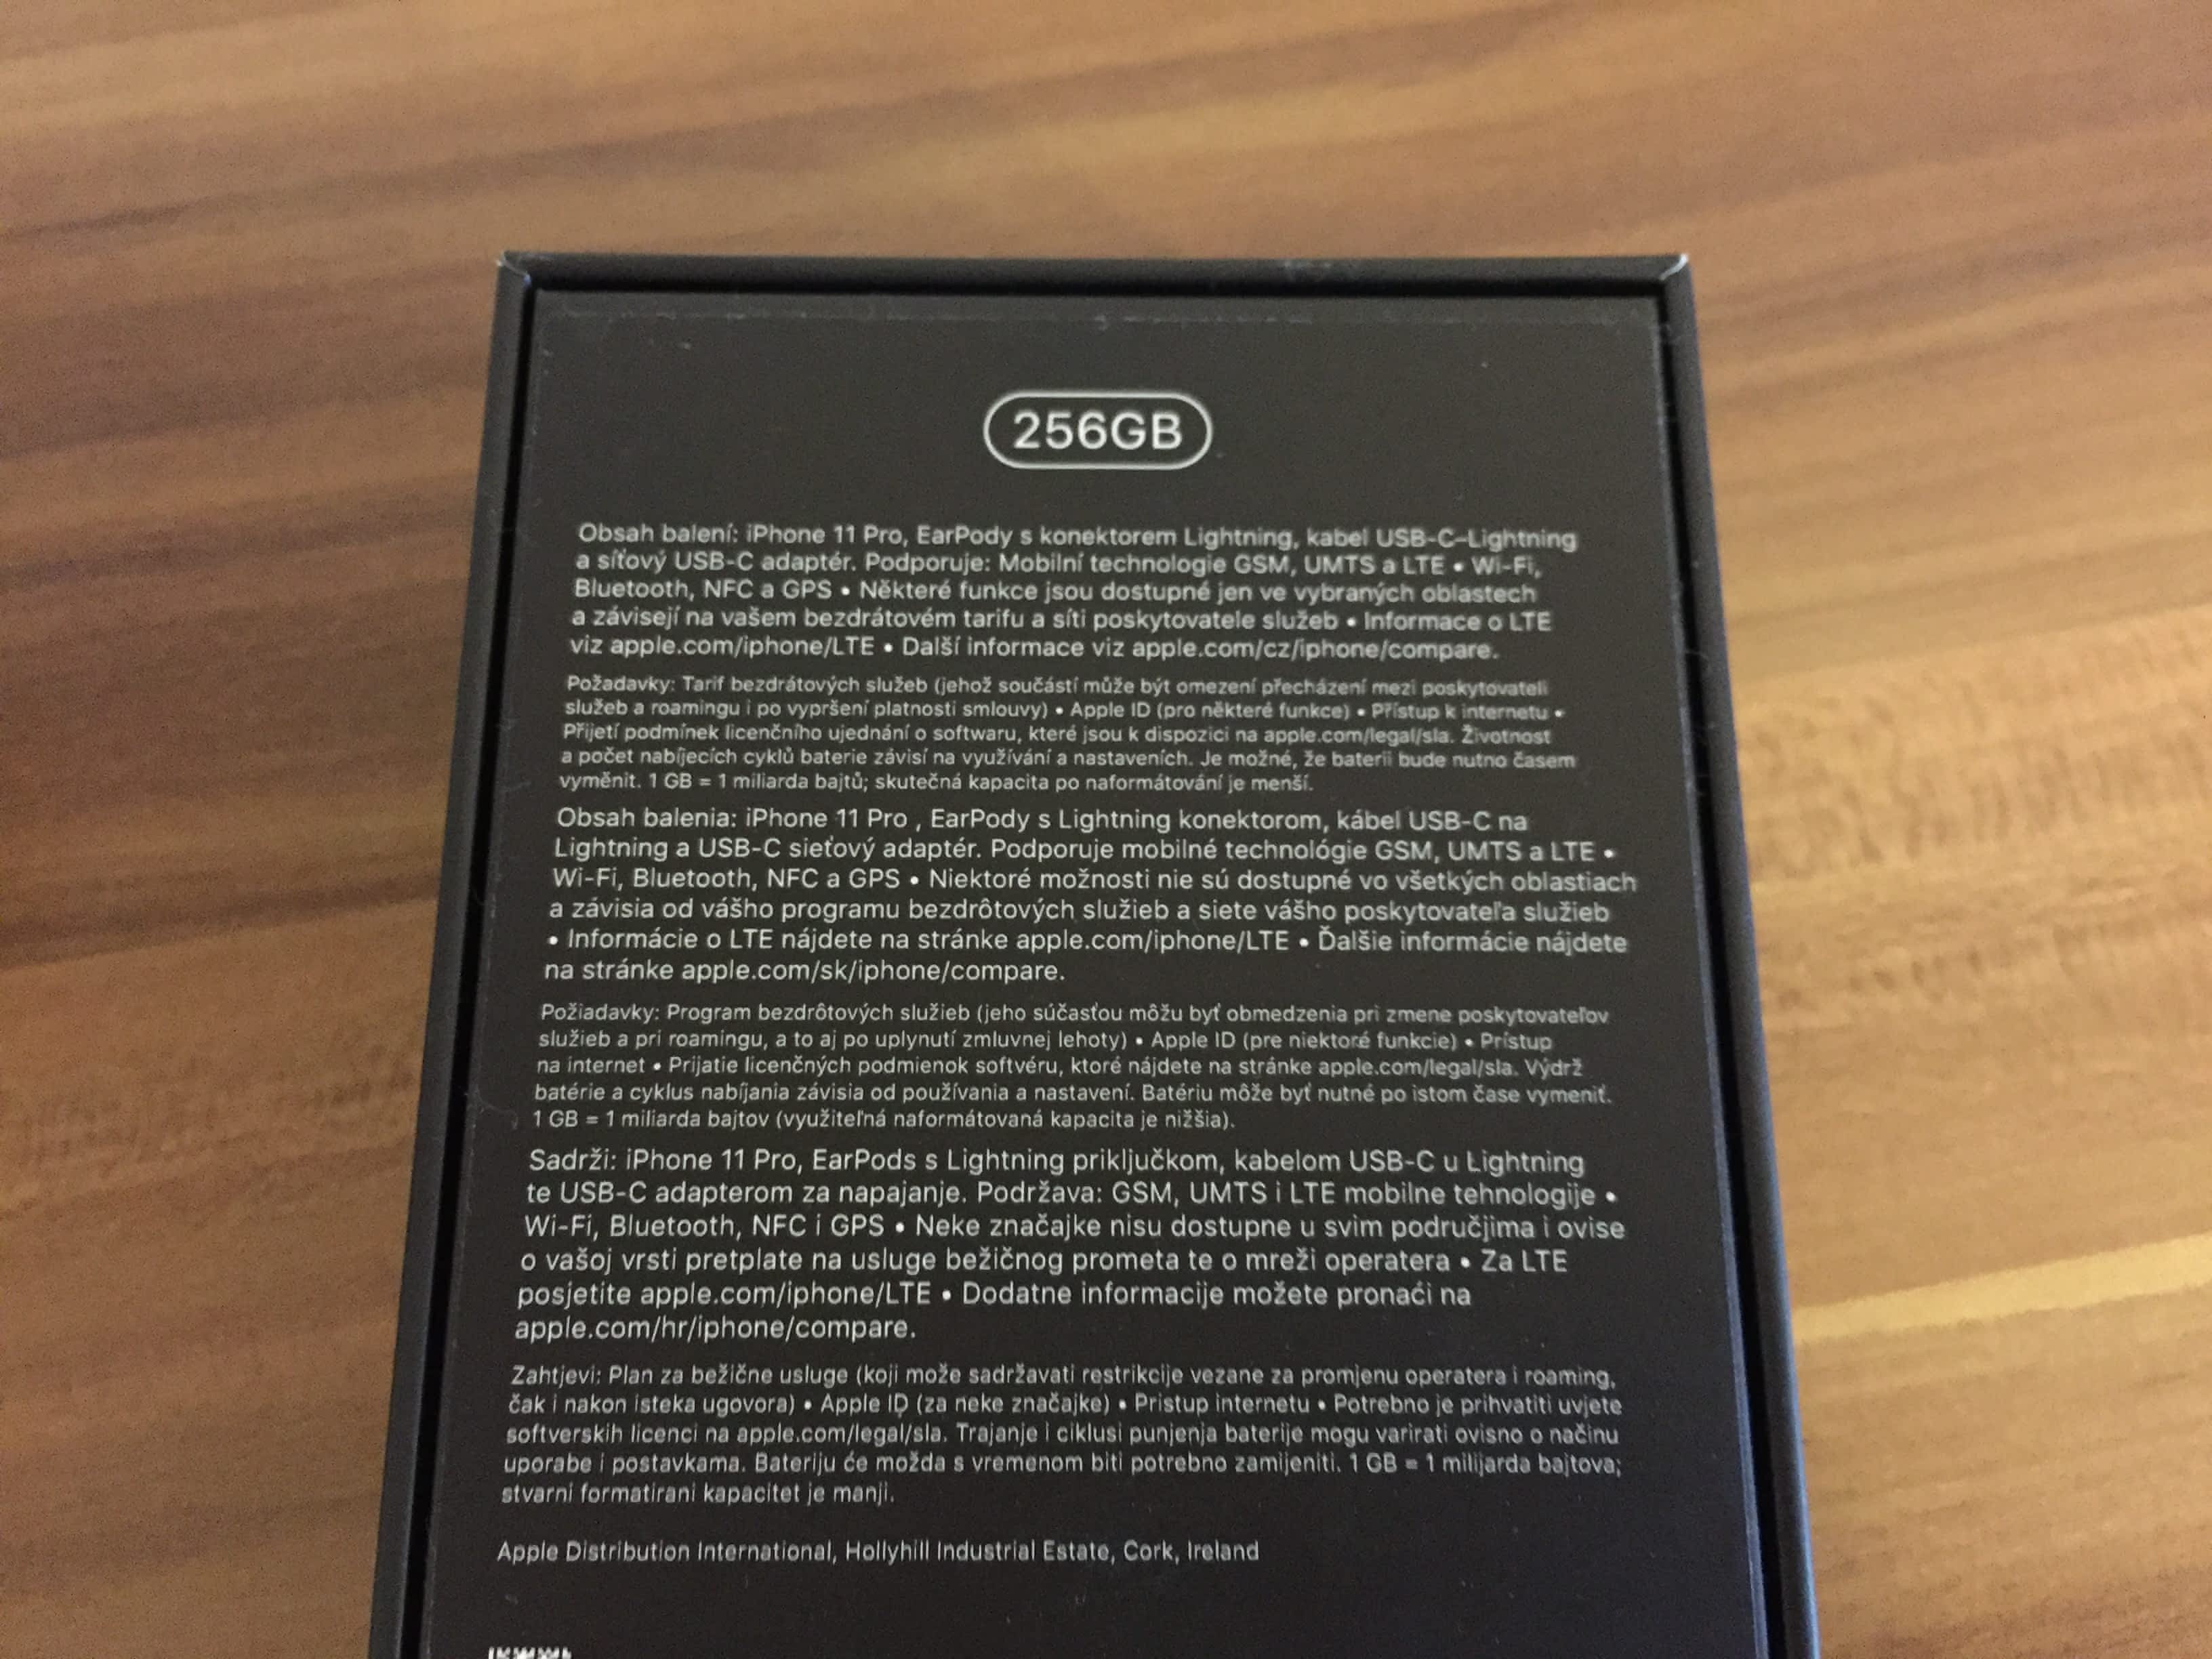 256GB
Obsah balení: iPhone 11 Pro, EarPody s konektorem Lightning, kabel USB-C–Lightning
a síťový USB-C adaptér. Podporuje: Mobilní technologie GSM, UMTS a LTE • Wi-Fi,
Bluetooth, NFC a GPS • Některé funkce jsou dostupné jen ve vybraných oblastech
a závisejí na vašem bezdrátovém tarifu a síti poskytovatele služeb • Informace o LTE
viz apple.com/iphone/LTE • Další informace viz apple.com/cz/iphone/compare.
Požadavky: Tarif bezdrátových služeb (jehož součástí může být omezení přecházení mezi poskytovateli
služeb a roamingu i po vypršení platnosti smlouvy) • Apple ID (pro některé funkce) • Přístup k internetu •
Přijetí podmínek licenčního ujednání o softwaru, které jsou k dispozici na apple.com/legal/sla. Životnost
a počet nabíjecích cyklů baterie závisí na využívání a nastaveních. Je možné, že baterii bude nutno časem
vyměnit. 1 GB = 1 miliarda bajtů; skutečná kapacita po naformátování je menší.
Obsah balenia: iPhone 11 Pro , EarPody s Lightning konektorom, kábel USB-C na
Lightning a USB-C sieťový adaptér. Podporuje mobilné technológie GSM, UMTS a LTE •
Wi-Fi, Bluetooth, NFC a GPS • Niektoré možnosti nie sú dostupné vo všetkých oblastiach
a závisia od vášho programu bezdrôtových služieb a siete vášho poskytovateľa služieb
• Informácie o LTE nájdete na stránke apple.com/iphone/LTE • Ďalšie informácie nájdete
na stránke apple.com/sk/iphone/compare.
Požiadavky: Program bezdrôtových služieb (jeho súčasťou môžu byť obmedzenia pri zmene poskytovateľov
služieb a pri roamingu, a to aj po uplynutí zmluvnej lehoty) • Apple ID (pre niektoré funkcie) • Prístup
na internet • Prijatie licenčných podmienok softvéru, ktoré nájdete na stránke apple.com/legal/sla. Výdrž
batérie a cyklus nabíjania závisia od používania a nastavení. Batériu môže byť nutné po istom čase vymeniť.
1 GB = 1 miliarda bajtov (využiteľná naformátovaná kapacita je nižšia).
Sadrži: iPhone 11 Pro, EarPods s Lightning priključkom, kabelom USB-C u Lightning
te USB-C adapterom za napajanje. Podržava: GSM, UMTS i LTE mobilne tehnologije •
Wi-Fi, Bluetooth, NFC i GPS • Neke značajke nisu dostupne u svim područjima i ovise
o vašoj vrsti pretplate na usluge bežičnog prometa te o mreži operatera • Za LTE
posjetite apple.com/iphone/LTE • Dodatne informacije možete pronaći na
apple.com/hr/iphone/compare.
Zahtjevi: Plan za bežične usluge (koji može sadržavati restrikcije vezane za promjenu operatera i roaming,
čak i nakon isteka ugovora) • Apple ID (za neke značajke) • Pristup internetu • Potrebno je prihvatiti uvjete
softverskih licenci na apple.com/legal/sla. Trajanje i ciklusi punjenja baterije mogu varirati ovisno o načinu
uporabe i postavkama. Bateriju će možda s vremenom biti potrebno zamijeniti. 1 GB = 1 milijarda bajtova;
stvarni formatirani kapacitet je manji.
Apple Distribution International, Hollyhill Industrial Estate, Cork, Ireland